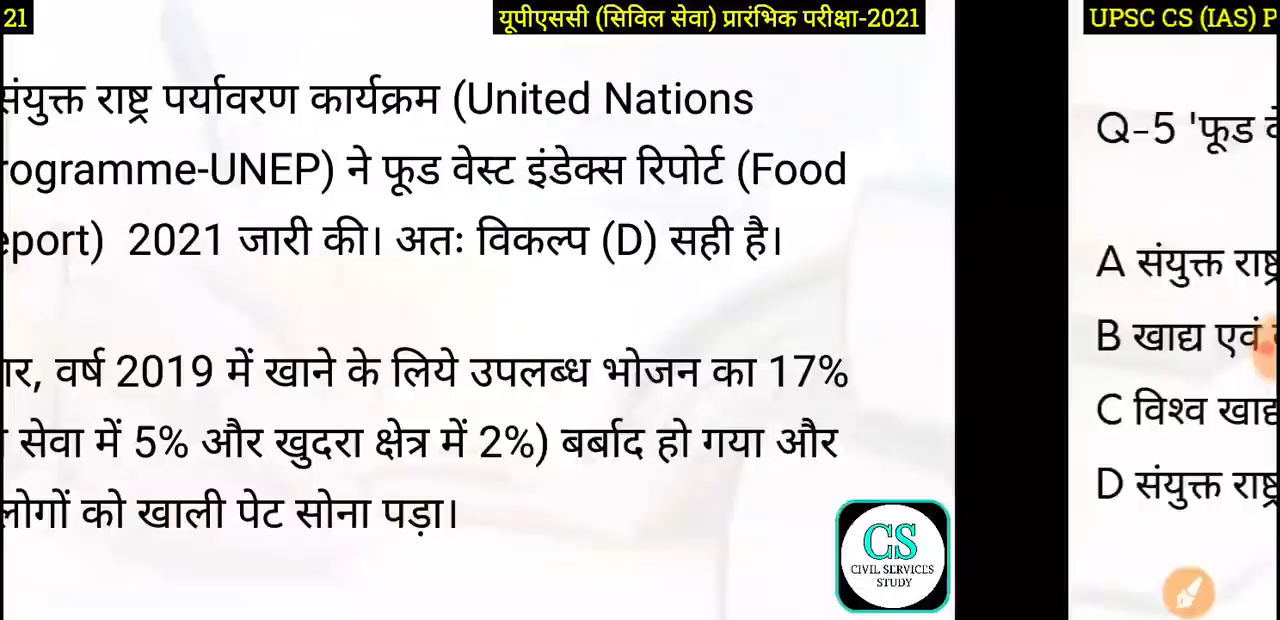 21
यूपीएससी (सिविल सेवा) प्रारंभिक परीक्षा-2021
संयुक्त राष्ट्र पर्यावरण कार्यक्रम (United Nations
rogramme-UNEP) ने फूड वेस्ट इंडेक्स रिपोर्ट (Food
eport) 2021 जारी की। अतः विकल्प (D) सही है।
र, वर्ष 2019 में खाने के लिये उपलब्ध भोजन का 17%
सेवा में 5% और खुदरा क्षेत्र में 2%) बर्बाद हो गया और
लोगों को खाली पेट सोना पड़ा।
CS
CIVIL SERVICES
STUDY
UPSC CS (IAS) P
Q-5 'फूड
A संयुक्त राष्ट्र
B खाद्य एवं
C विश्व खाद्य
D संयुक्त राष्ट्र